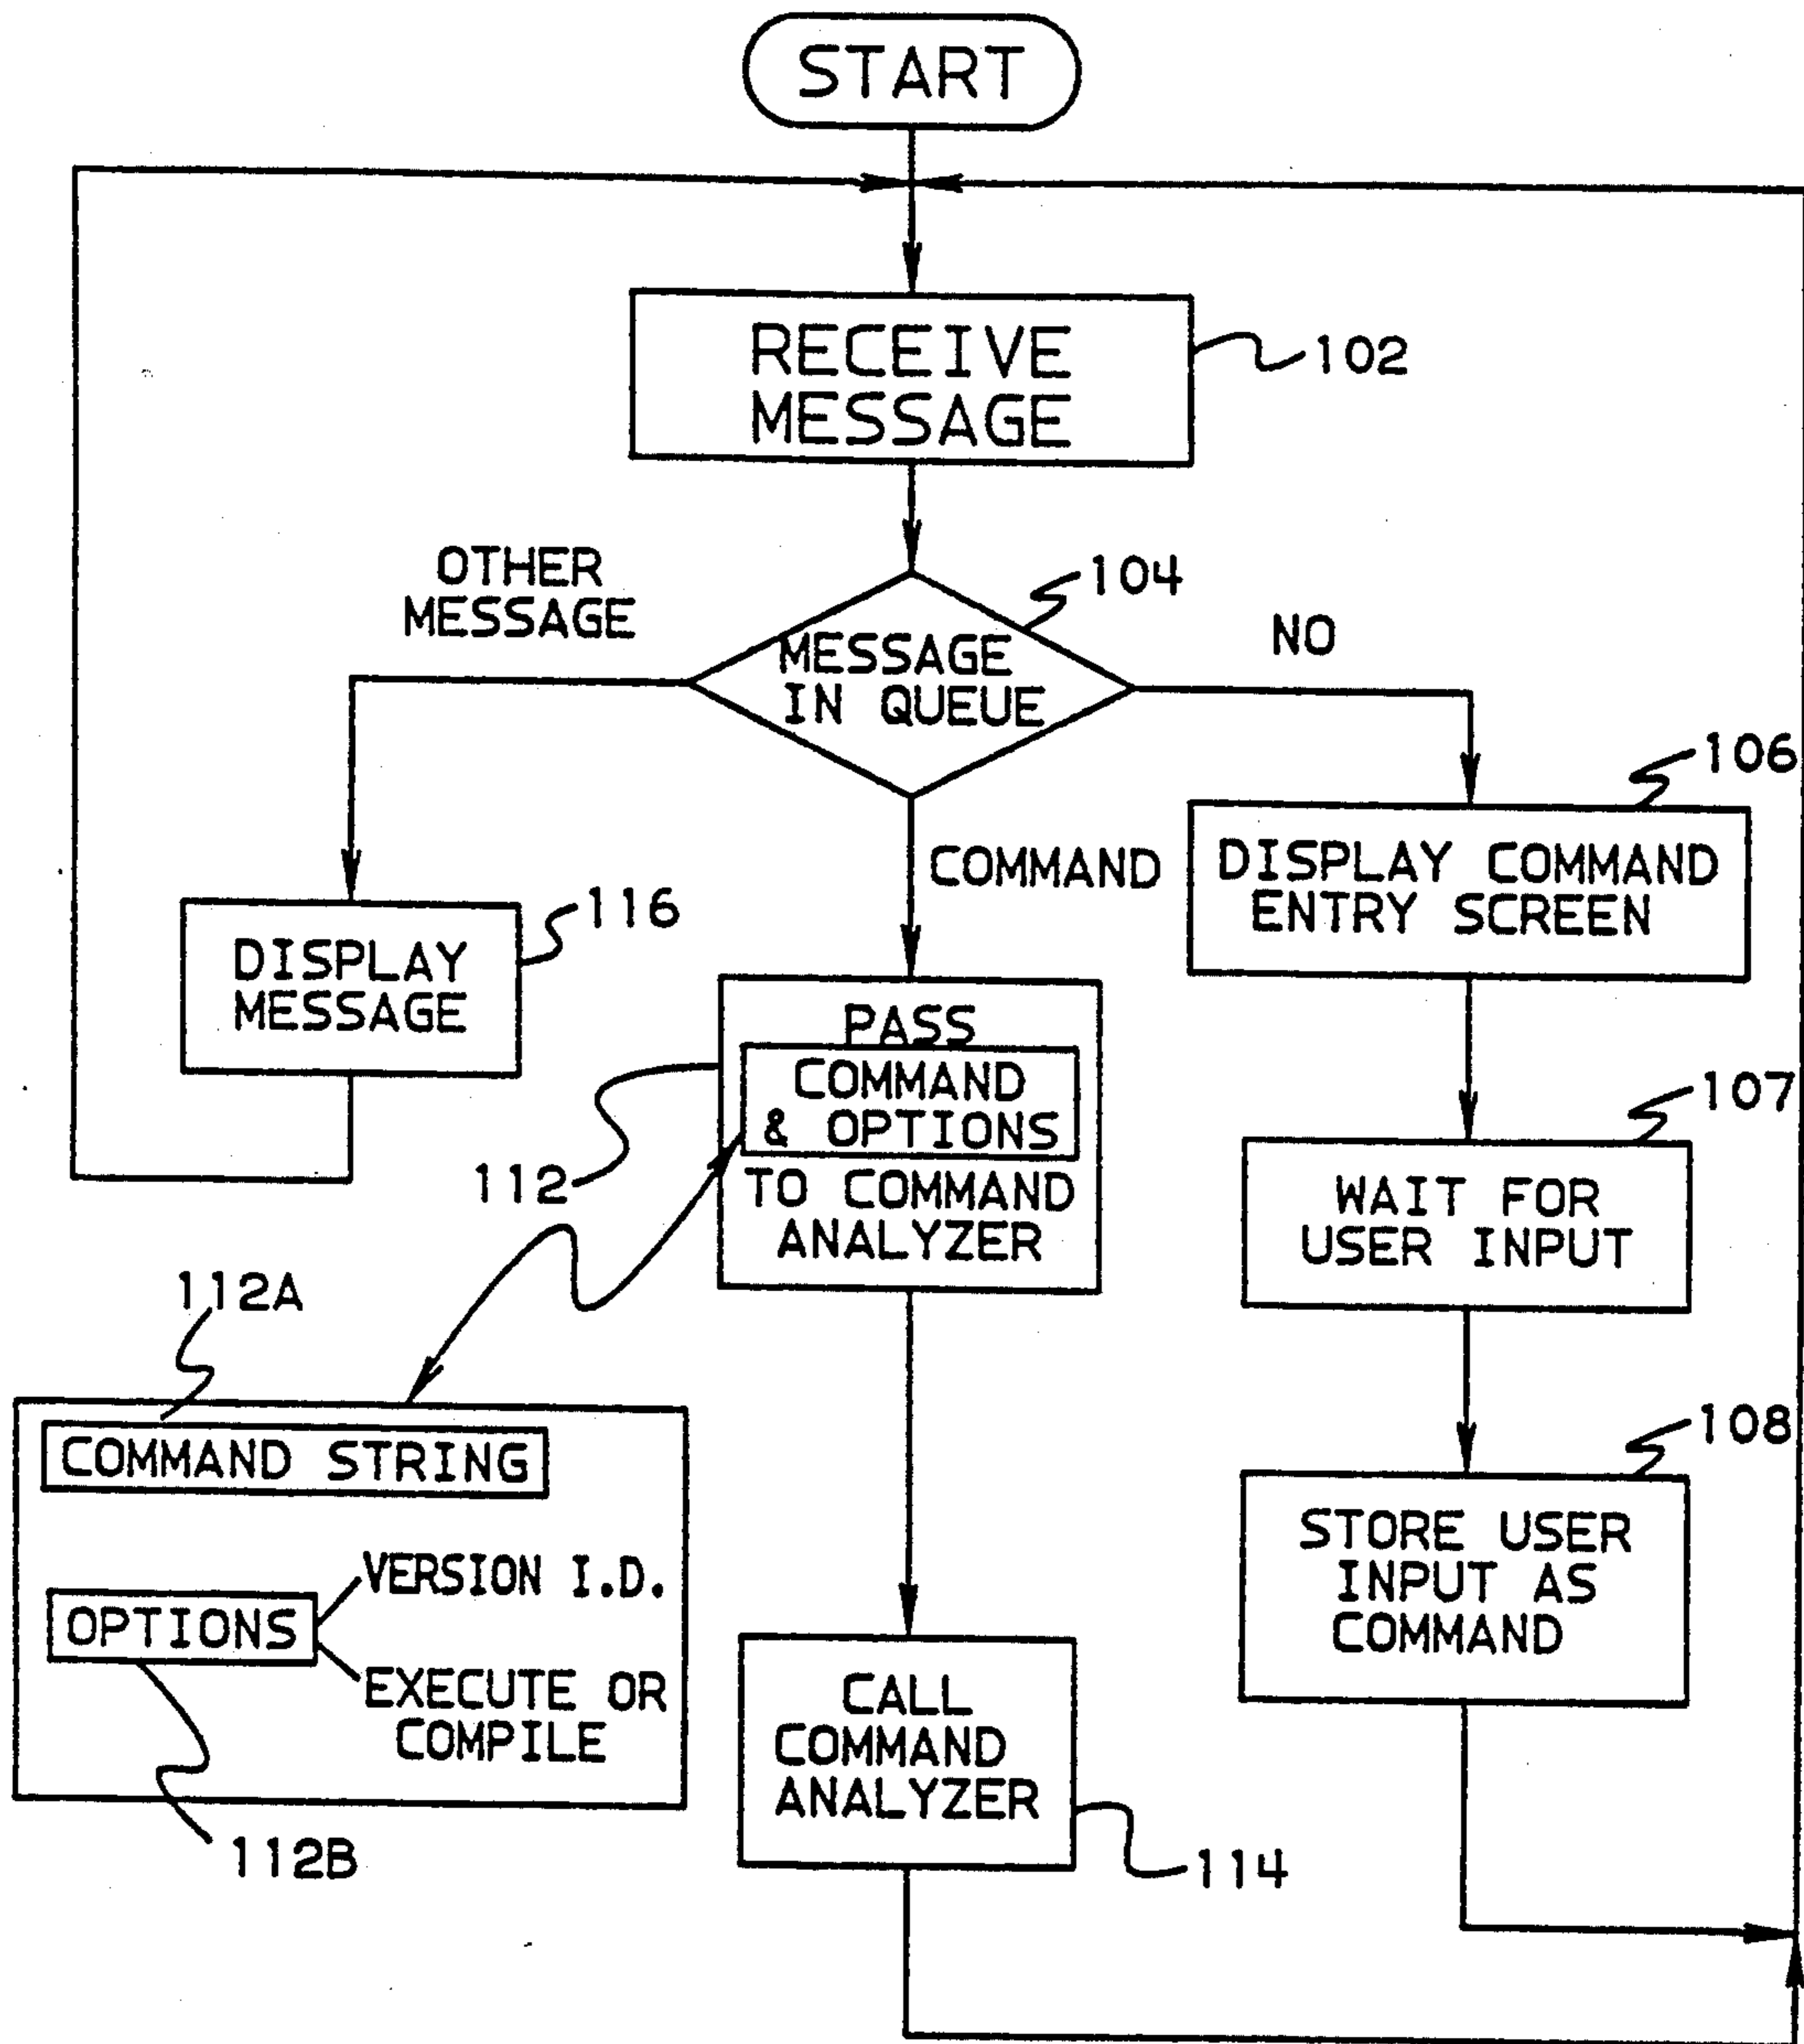 START
RECEIVE
MESSAGE
102
OTHER
MESSAGE
104
MESSAGE
IN QUEUE
NO
106
COMMAND
DISPLAY COMMAND
ENTRY SCREEN
116
DISPLAY
MESSAGE
PASS
COMMAND
& OPTIONS
TO COMMAND
ANALYZER
112
107
WAIT FOR
USER INPUT
112A
COMMAND STRING
VERSION I.D.
OPTIONS
EXECUTE OR
COMPILE
112B
108
STORE USER
INPUT AS
COMMAND
CALL
COMMAND
ANALYZER
114